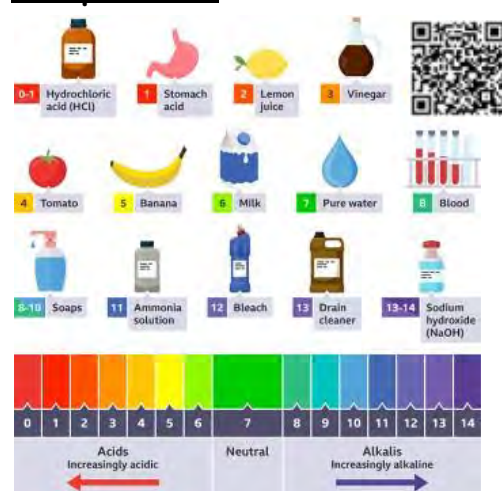 0-1 Hydrochloric acid (HCl)
1 Stomach acid
2 Lemon juice
3 Vinegar
4 Tomato
5 Banana
6 Milk
7 Pure water
8 Blood
8-10 Soaps
11 Ammonia solution
12 Bleach
13 Drain cleaner
13-14 Sodium hydroxide (NaOH)
0 1 2 3 4 5 6 7 8 9 10 11 12 13 14
Acids
Increasingly acidic
Neutral
Alkalis
Increasingly alkaline